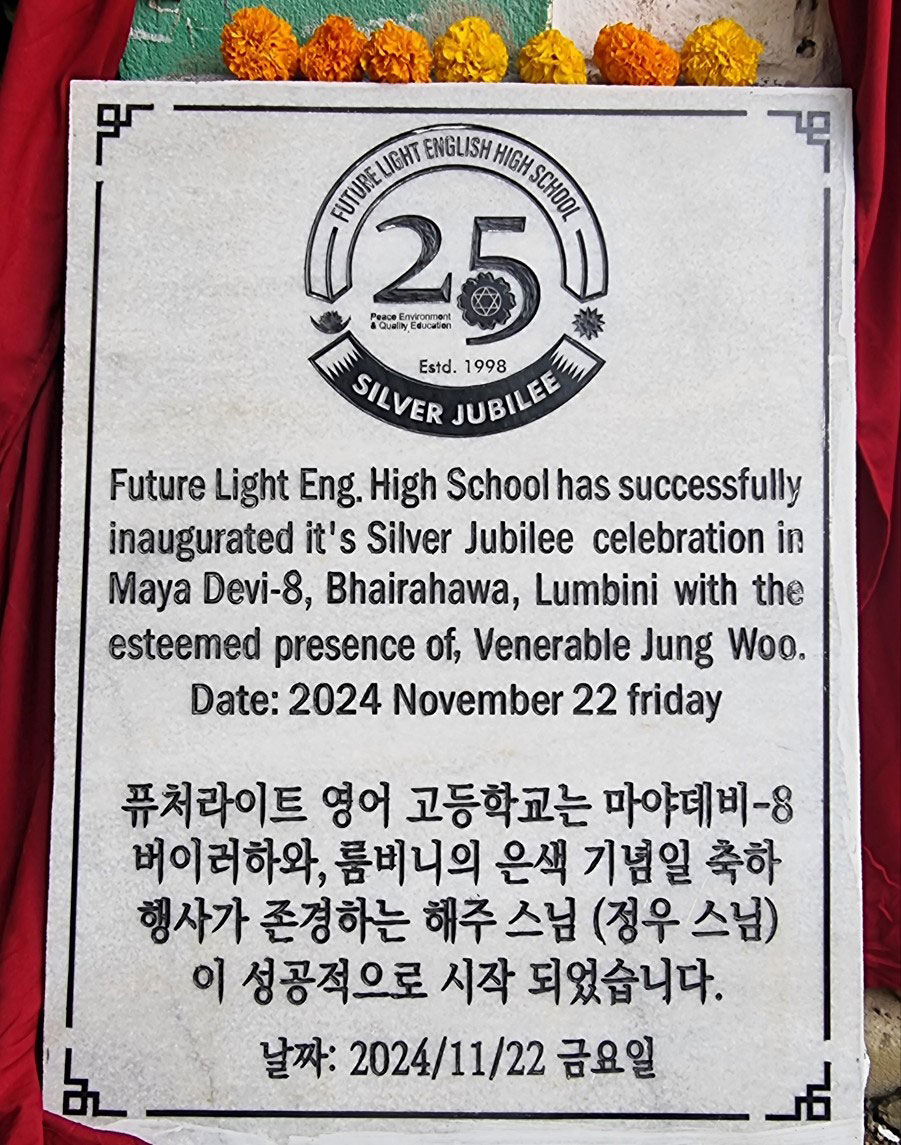 FUTURE LIGHT ENGLISH HIGH SCHOOL
25
Peace Environment
& Quality Education
Estd. 1998
SILVER JUBILEE
Future Light Eng. High School has successfully
inaugurated it's Silver Jubilee celebration in
Maya Devi-8, Bhairahawa, Lumbini with the
esteemed presence of, Venerable Jung Woo.
Date: 2024 November 22 friday
퓨처라이트 영어 고등학교는 마야데비-8
버이러하와, 룸비니의 은색 기념일 축하
행사가 존경하는 해주 스님 (정우 스님)
이 성공적으로 시작 되었습니다.
날짜: 2024/11/22 금요일